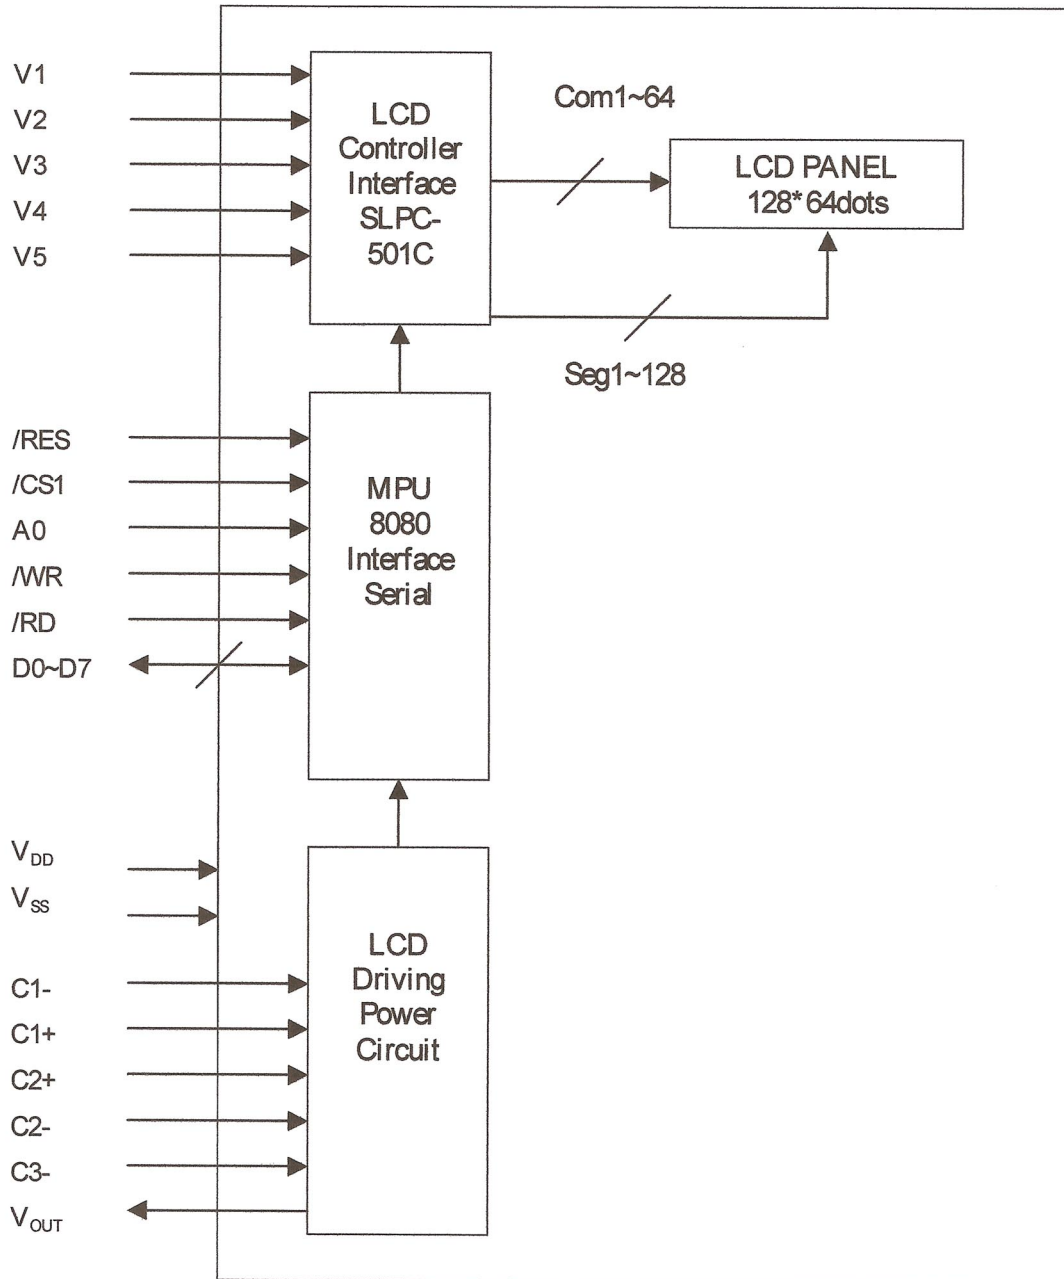 V1
V2
V3
V4
V5
LCD
Controller
Interface
SLPC-
501C
Com1~64
LCD PANEL
128*64dots
Seg1~128
/RES
/CS1
A0
/WR
/RD
D0~D7
MPU
8080
Interface
Serial
VDD
VSS
C1-
C1+
C2+
C2-
C3-
VOUT
LCD
Driving
Power
Circuit